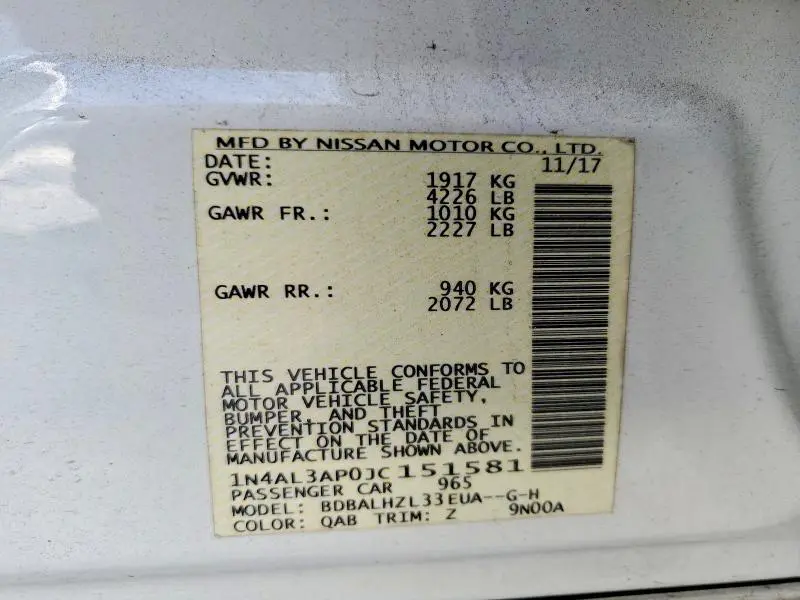 MFD BY NISSAN MOTOR CO., LTD.
DATE: 11/17
GVWR: 1917 KG
4226 LB
GAWR FR.: 1010 KG
2227 LB
GAWR RR.: 940 KG
2072 LB
THIS VEHICLE CONFORMS TO
ALL APPLICABLE FEDERAL
MOTOR VEHICLE SAFETY,
BUMPER, AND THEFT
PREVENTION STANDARDS IN
EFFECT ON THE DATE OF
MANUFACTURE SHOWN ABOVE.
1N4AL3AP0JC151581
PASSENGER CAR 965
MODEL: BDBALHZL33EUA--G-H
COLOR: QAB TRIM: Z 9N00A